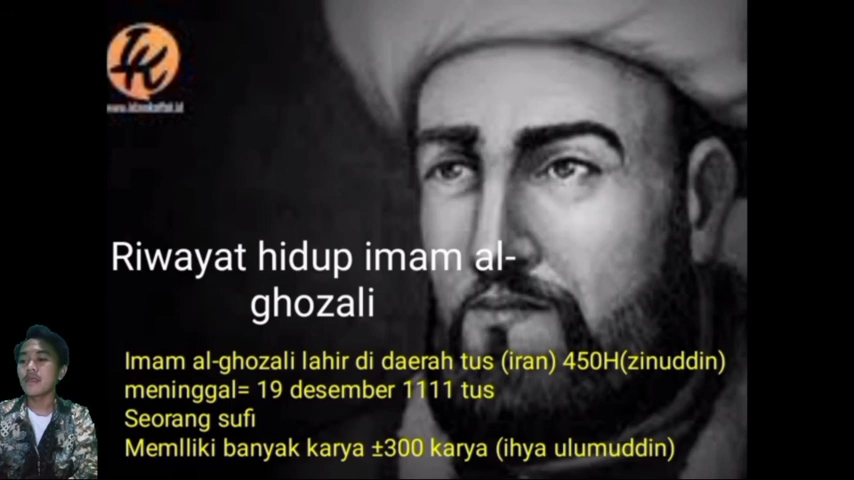 Riwayat hidup imam al-
ghozali
Imam al-ghozali lahir di daerah tus (iran) 450H(zinuddin)
meninggal= 19 desember 1111 tus
Seorang sufi
Memlliki banyak karya ±300 karya (ihya ulumuddin)